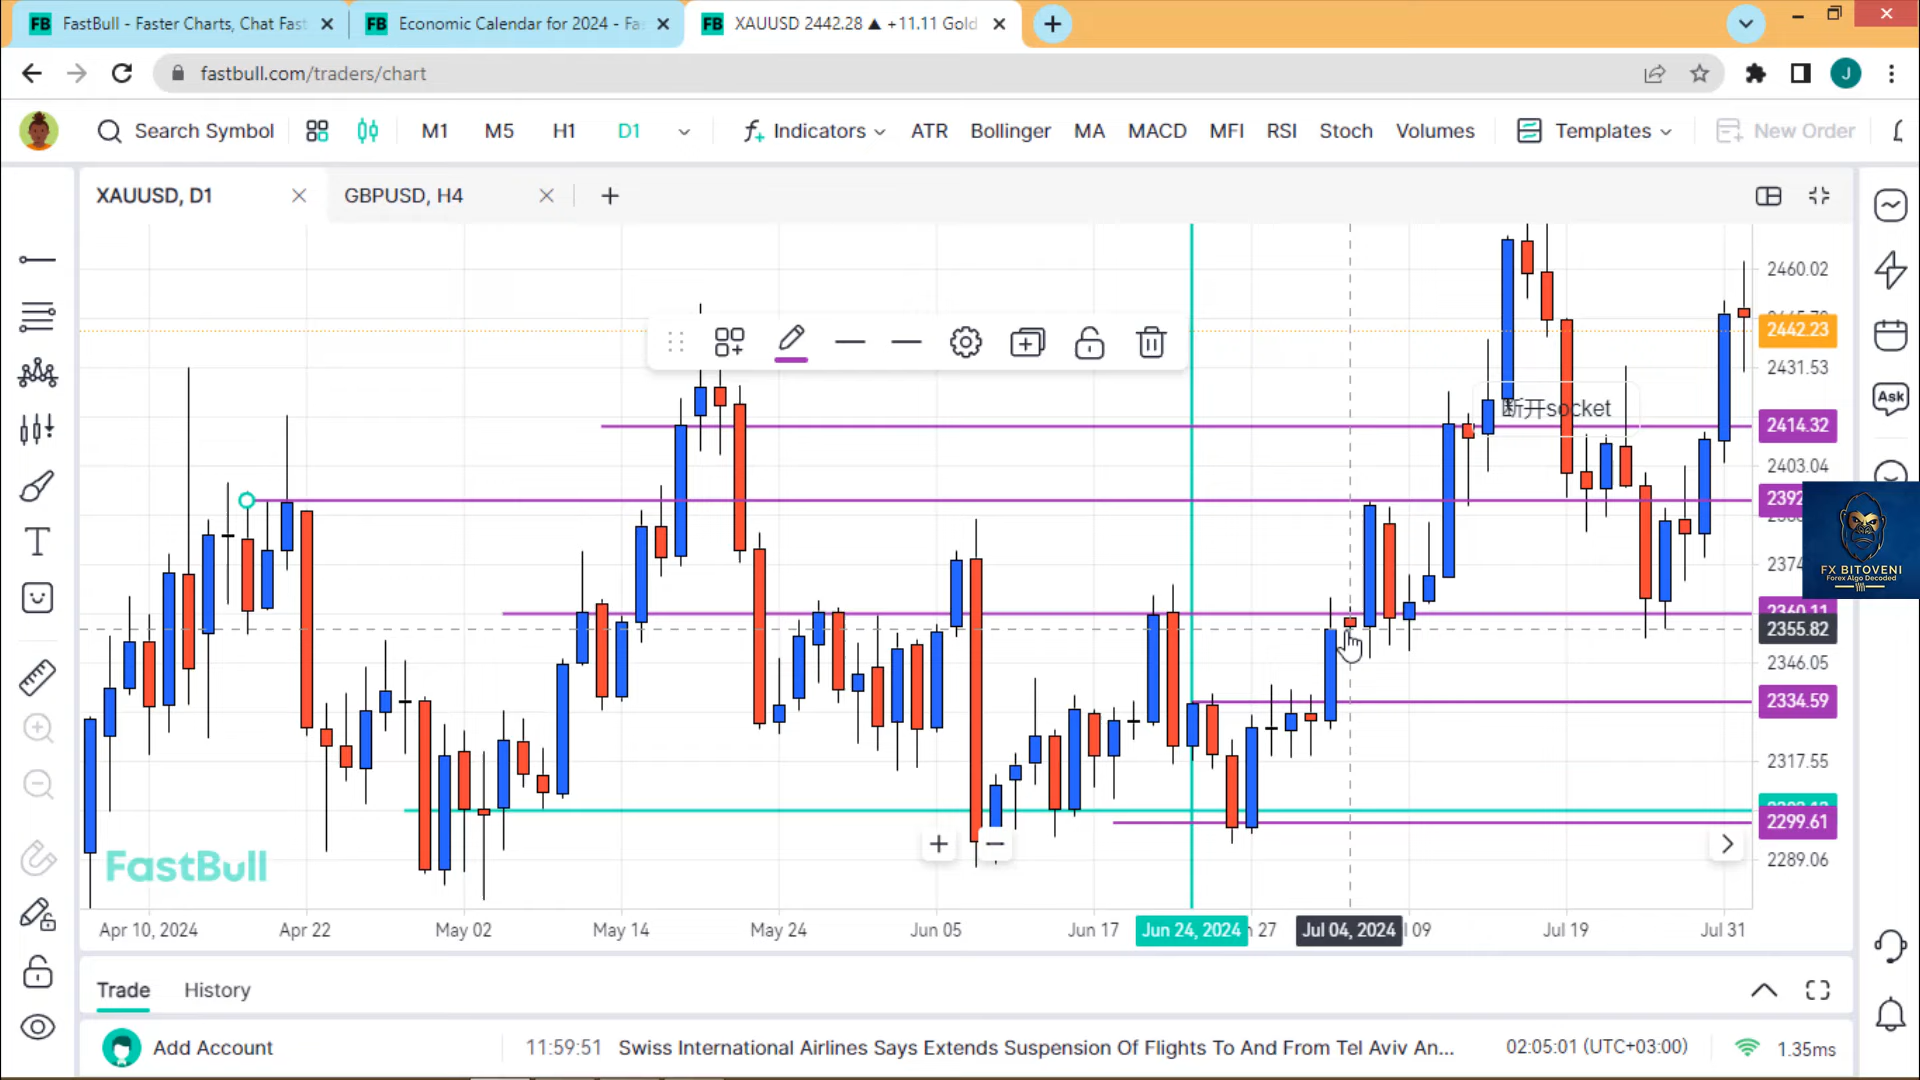 FastBull - Faster Charts, Chat Fast
Economic Calendar for 2024 - Fa
XAUUSD 2442.28 ▲ +11.11 Gold
fastbull.com/traders/chart
J
Search Symbol M1 M5 H1 D1 Indicators ATR Bollinger MA MACD MFI RSI Stoch Volumes Templates New Order
XAUUSD, D1
GBPUSD, H4
2460.02
2442.23
2431.53
断开socket
2414.32
2403.04
Ask
2392
2374
FX BITOVENI
Forex Algo Decoded
2360.11
2355.82
2346.05
2334.59
2317.55
2299.61
2289.06
FastBull
Apr 10, 2024 Apr 22 May 02 May 14 May 24 Jun 05 Jun 17 Jun 24, 2024 27 Jul 04, 2024 09 Jul 19 Jul 31
Trade History
Add Account 11:59:51 Swiss International Airlines Says Extends Suspension Of Flights To And From Tel Aviv An... 02:05:01 (UTC+03:00) 1.35ms